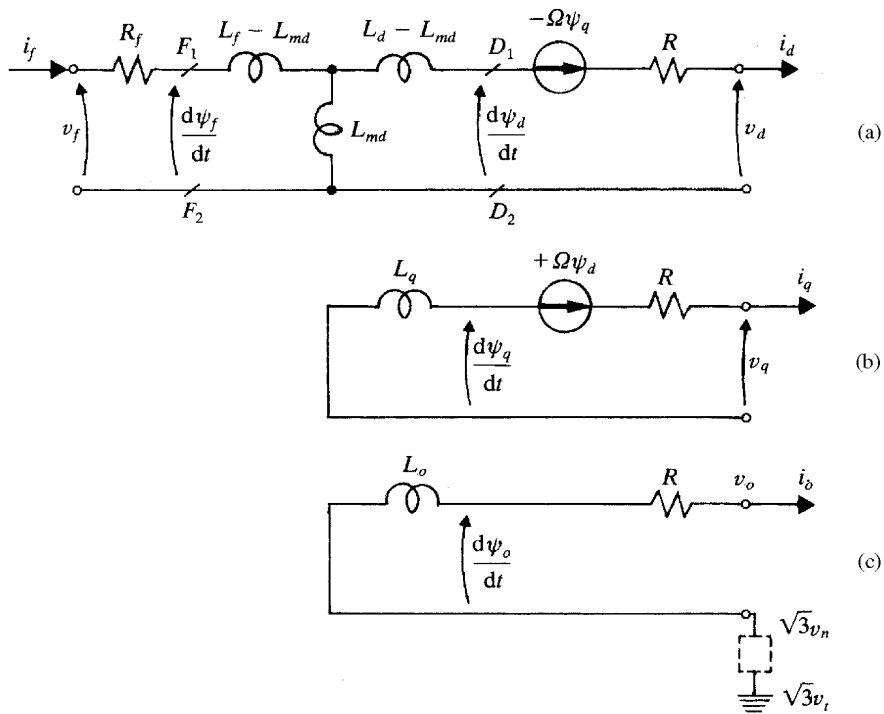 i_f
R_f
F_1
L_f − L_md
L_d − L_md
D_1
−Ωψ_q
R
i_d
v_f
dψ_f/dt
L_md
dψ_d/dt
v_d
(a)
F_2
D_2
L_q
+Ωψ_d
R
i_q
dψ_q/dt
v_q
(b)
L_o
R
v_o
i_o
dψ_o/dt
(c)
√3v_n
√3v_t